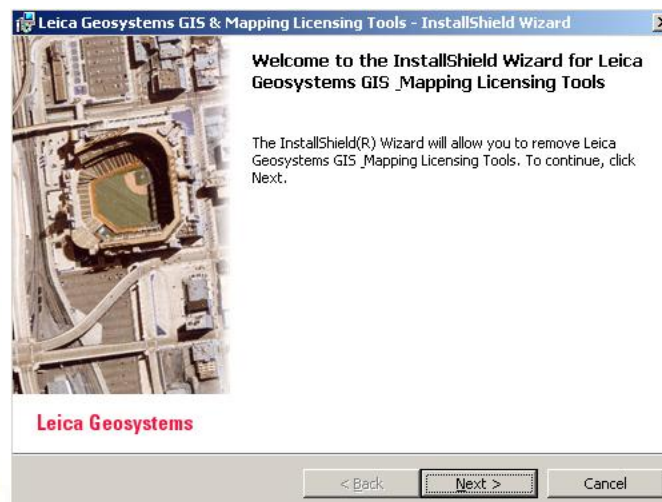 Leica Geosystems GIS & Mapping Licensing Tools - InstallShield Wizard
Welcome to the InstallShield Wizard for Leica
Geosystems GIS _Mapping Licensing Tools
The InstallShield(R) Wizard will allow you to remove Leica
Geosystems GIS _Mapping Licensing Tools. To continue, click
Next.
Leica Geosystems
< Back
Next >
Cancel